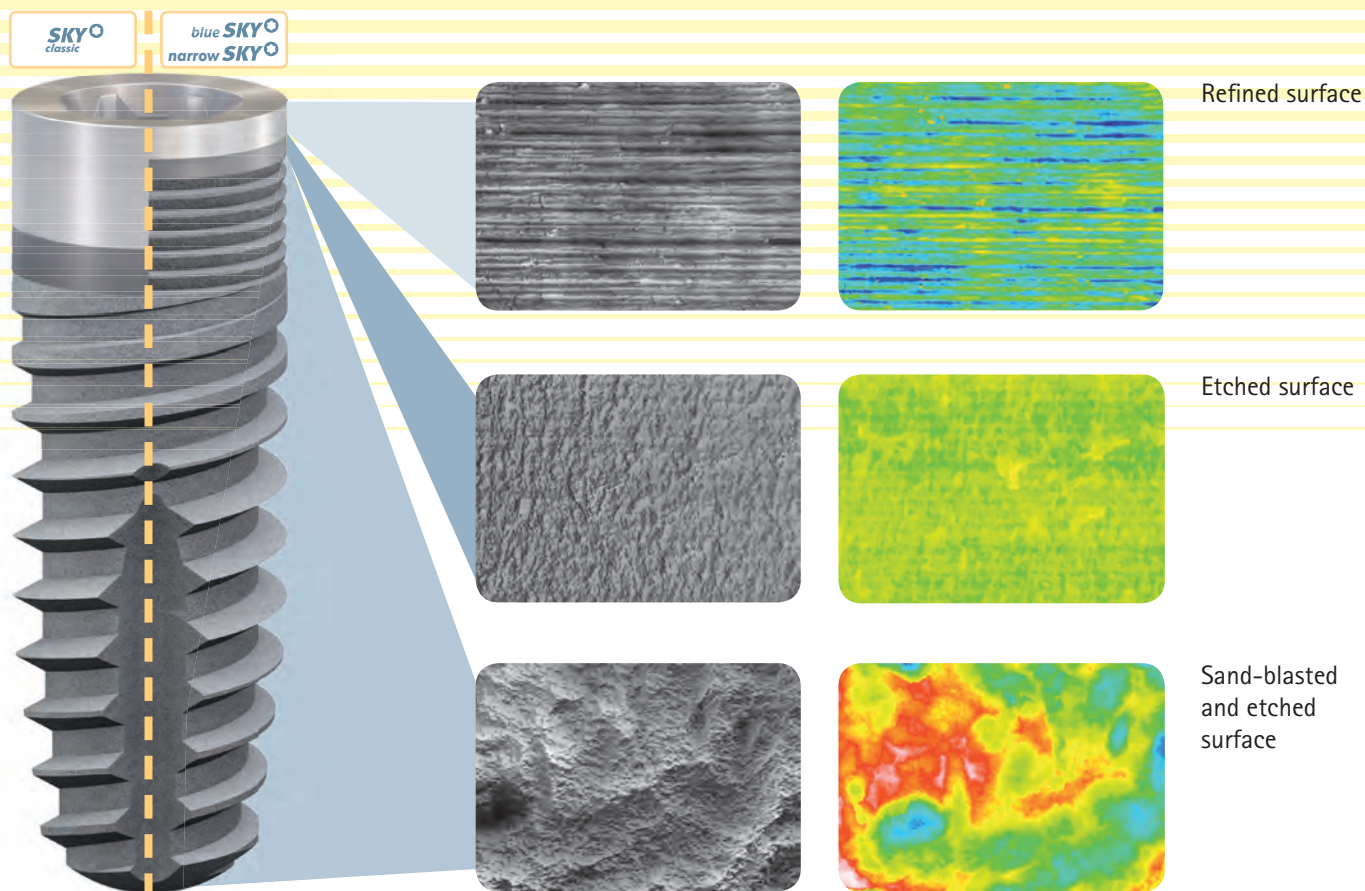 SKY
classic
blue SKY
narrow SKY
Refined surface
Etched surface
Sand-blasted
and etched
surface